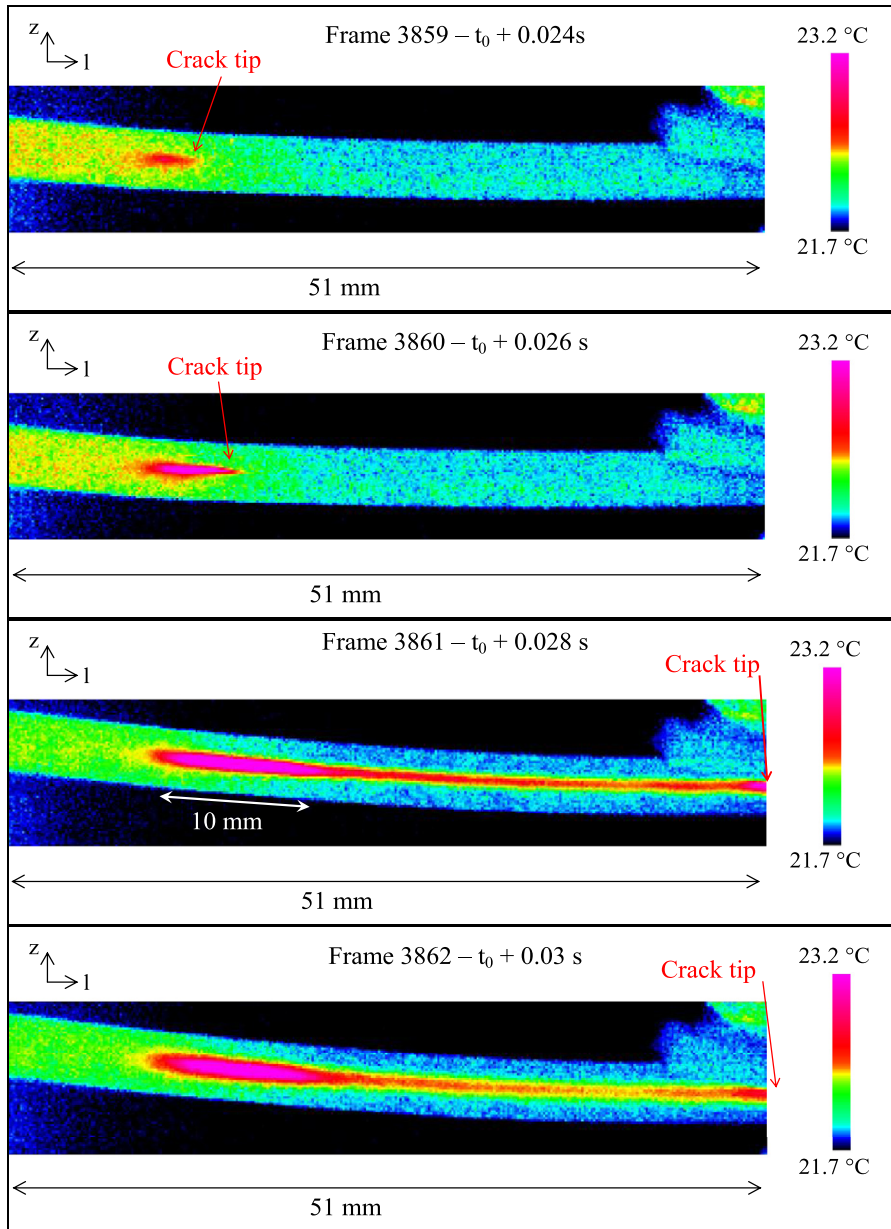 z
l
Frame 3859 – t0 + 0.024s
Crack tip
23.2 °C
21.7 °C
51 mm
z
l
Frame 3860 – t0 + 0.026 s
Crack tip
23.2 °C
21.7 °C
51 mm
z
l
Frame 3861 – t0 + 0.028 s
Crack tip
23.2 °C
10 mm
21.7 °C
51 mm
z
l
Frame 3862 – t0 + 0.03 s
Crack tip
23.2 °C
21.7 °C
51 mm